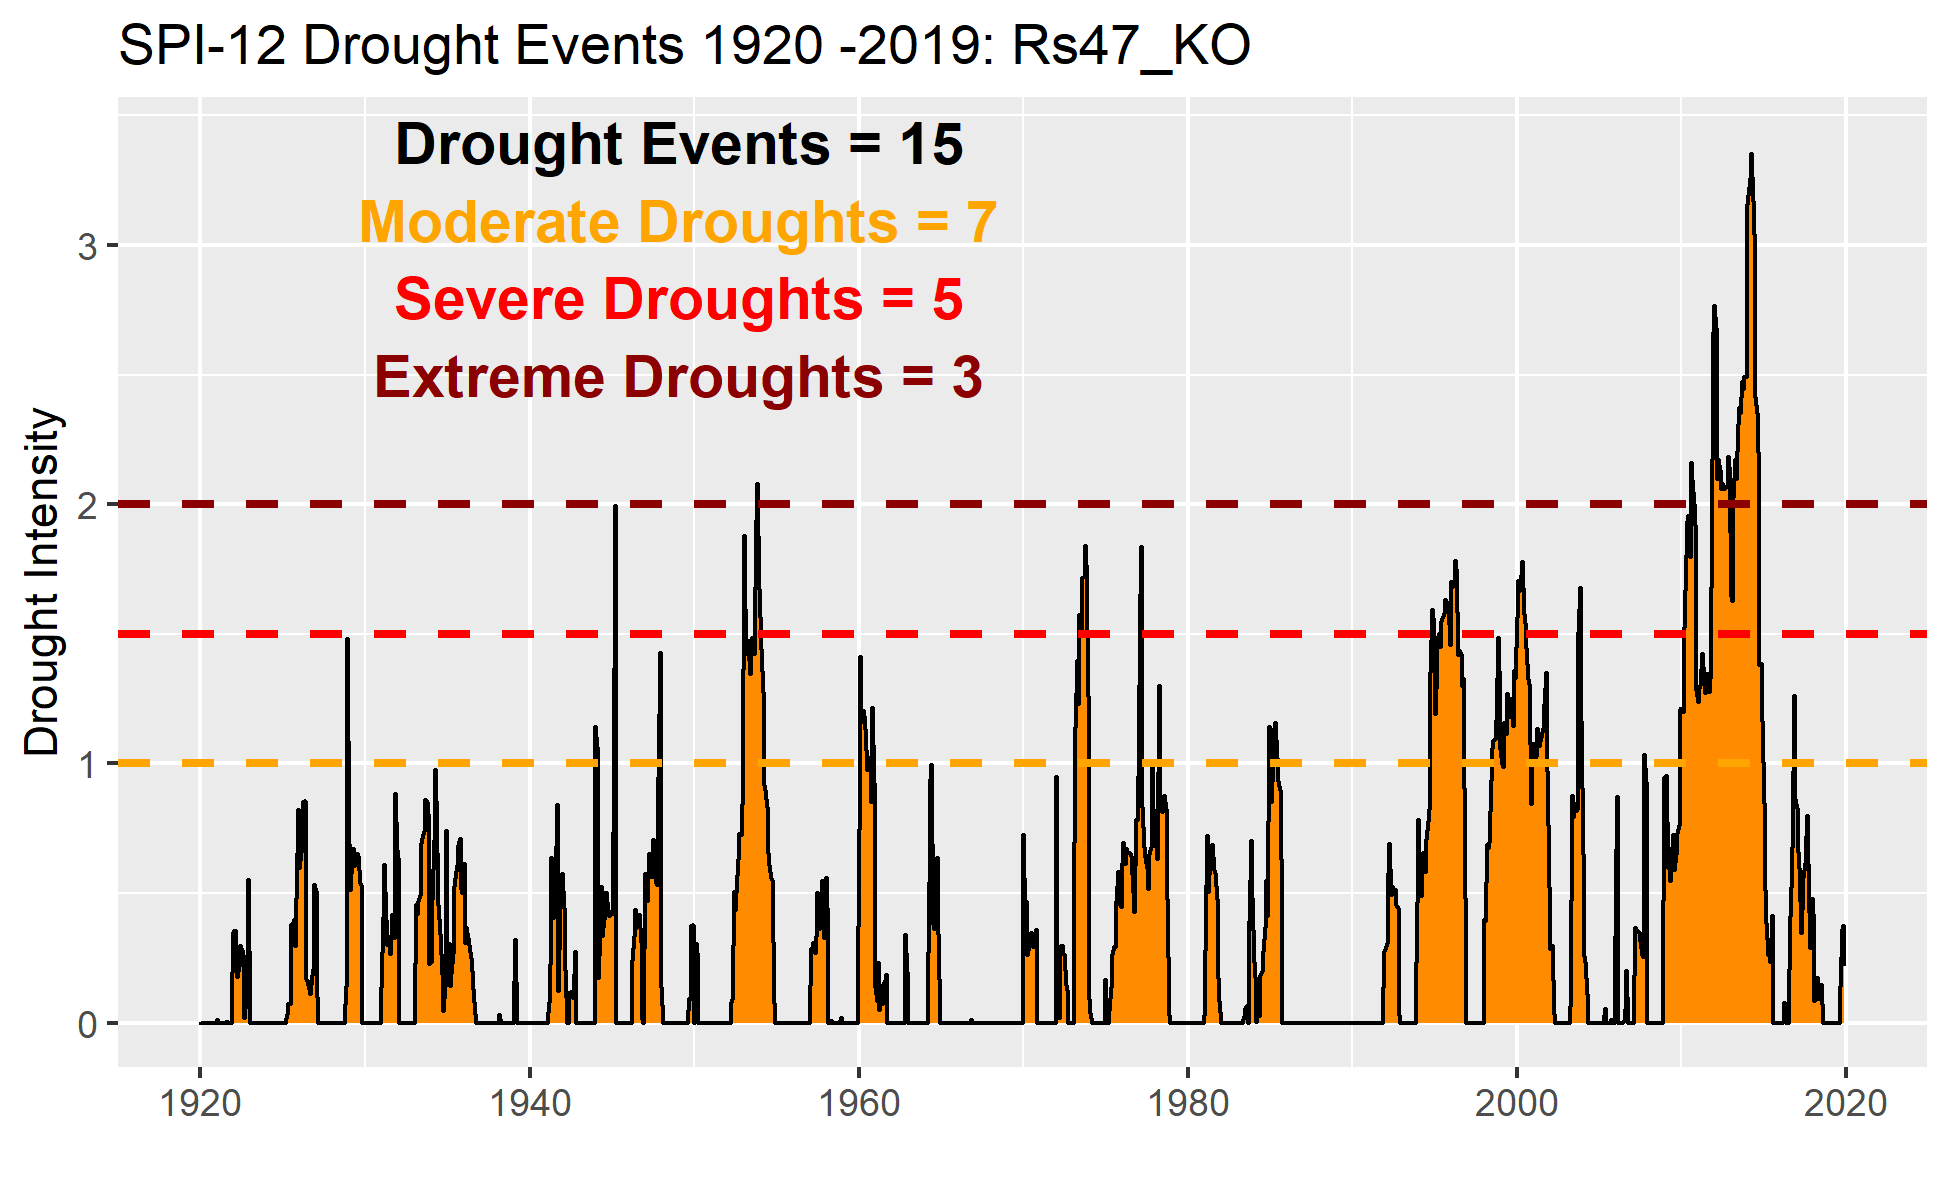 SPI-12 Drought Events 1920 -2019: Rs47_KO
Drought Events = 15
Moderate Droughts = 7
Severe Droughts = 5
Extreme Droughts = 3
Drought Intensity
3
2
1
0
1920 1940 1960 1980 2000 2020